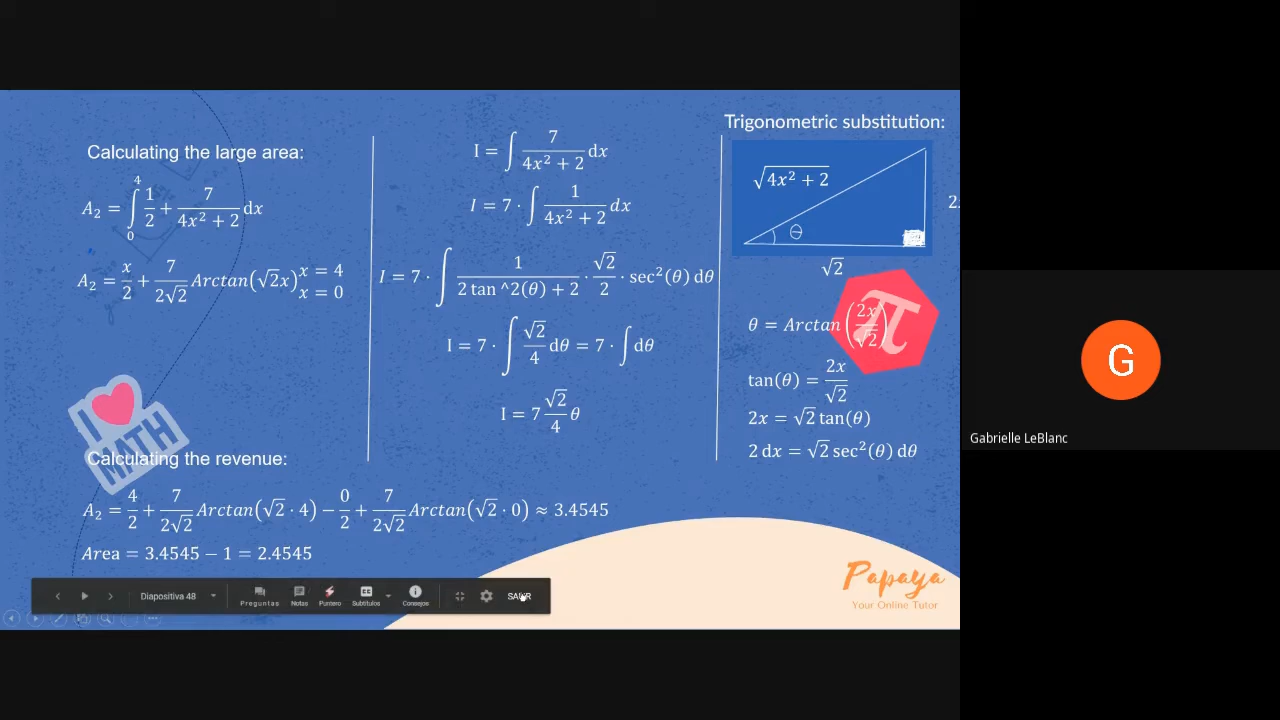 Calculating the large area:
A₂ = ∫₀⁴ 1/2 + 7/(4x² + 2) dx
A₂ = x/2 + 7/(2√2) Arctan(√2x) x = 4 x = 0
I ♥ MATH
I = ∫ 7/(4x² + 2) dx
I = 7 · ∫ 1/(4x² + 2) dx
I = 7 · ∫ 1/(2 tan ^2(θ) + 2) · √2/2 · sec²(θ) dθ
I = 7 · ∫ √2/4 dθ = 7 · ∫ dθ
I = 7 √2/4 θ
Trigonometric substitution:
√(4x² + 2)
θ
√2
π
θ = Arctan(2x/√2)
tan(θ) = 2x/√2
2x = √2 tan(θ)
2 dx = √2 sec²(θ) dθ
Calculating the revenue:
A₂ = 4/2 + 7/(2√2) Arctan(√2 · 4) − 0/2 + 7/(2√2) Arctan(√2 · 0) ≈ 3.4545
Area = 3.4545 − 1 = 2.4545
Papaya
Your Online Tutor
Diapositiva 48
Preguntas
Notas
Puntero
Subtítulos
Consejos
SALIR
G
Gabrielle LeBlanc